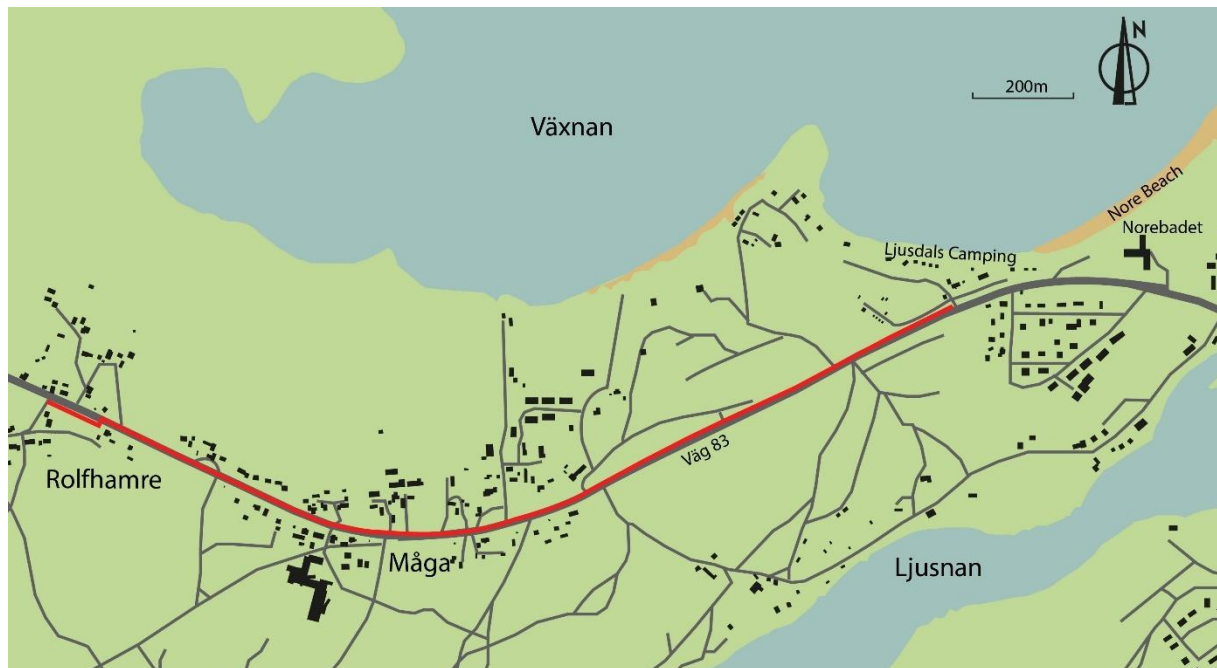 N
200m
Växnan
Nore Beach
Norebadet
Ljusdals Camping
Väg 83
Rolfhamre
Måga
Ljusnan